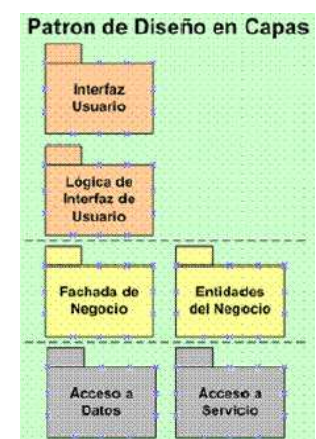 Patron de Diseño en Capas
Interfaz
Usuario
Lógica de
Interfaz de
Usuario
Fachada de
Negocio
Entidades
del Negocio
Acceso a
Datos
Acceso a
Servicio